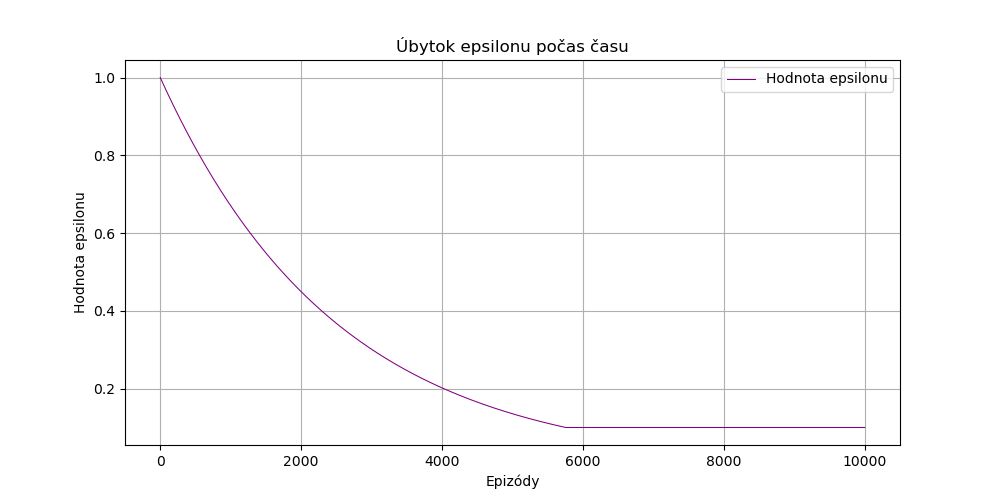 Úbytok epsilonu počas času
Hodnota epsilonu
1.0
0.8
0.6
0.4
0.2
Hodnota epsilonu
0 2000 4000 6000 8000 10000
Epizódy